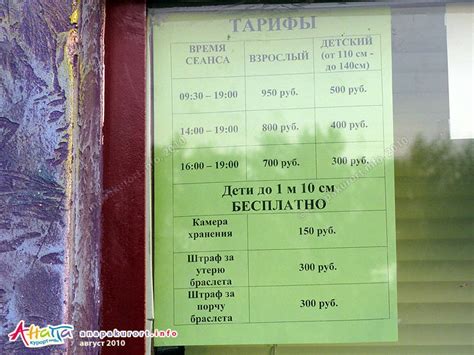 ТАРИФЫ
ВРЕМЯ СЕАНСА
ВЗРОСЛЫЙ
ДЕТСКИЙ (от 110 см - до 140см)
09:30 – 19:00 950 руб. 500 руб.
14:00 – 19:00 800 руб. 400 руб.
16:00 – 19:00 700 руб. 300 руб.
Дети до 1 м 10 см
БЕСПЛАТНО
Камера хранения 150 руб.
Штраф за утерю браслета 300 руб.
Штраф за порчу браслета 300 руб.
Анапа
курорт
anapakurort.info
август 2010